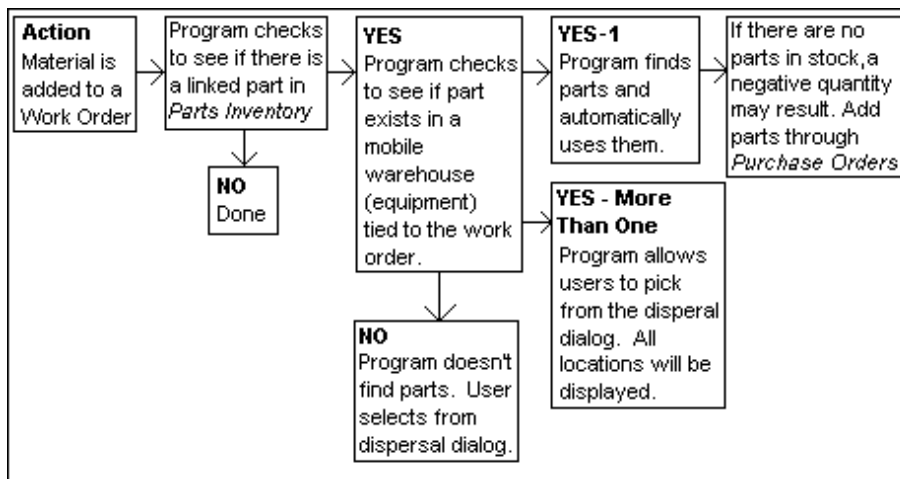 Action
Material is
added to a
Work Order
Program checks
to see if there is
a linked part in
Parts Inventory
NO
Done
YES
Program checks
to see if part
exists in a
mobile
warehouse
(equipment)
tied to the work
order.
NO
Program doesn't
find parts.  User
selects from
dispersal dialog.
YES-1
Program finds
parts and
automatically
uses them.
YES - More
Than One
Program allows
users to pick
from the disperal
dialog.  All
locations will be
displayed.
If there are no
parts in stock,a
negative quantity
may result. Add
parts through
Purchase Orders